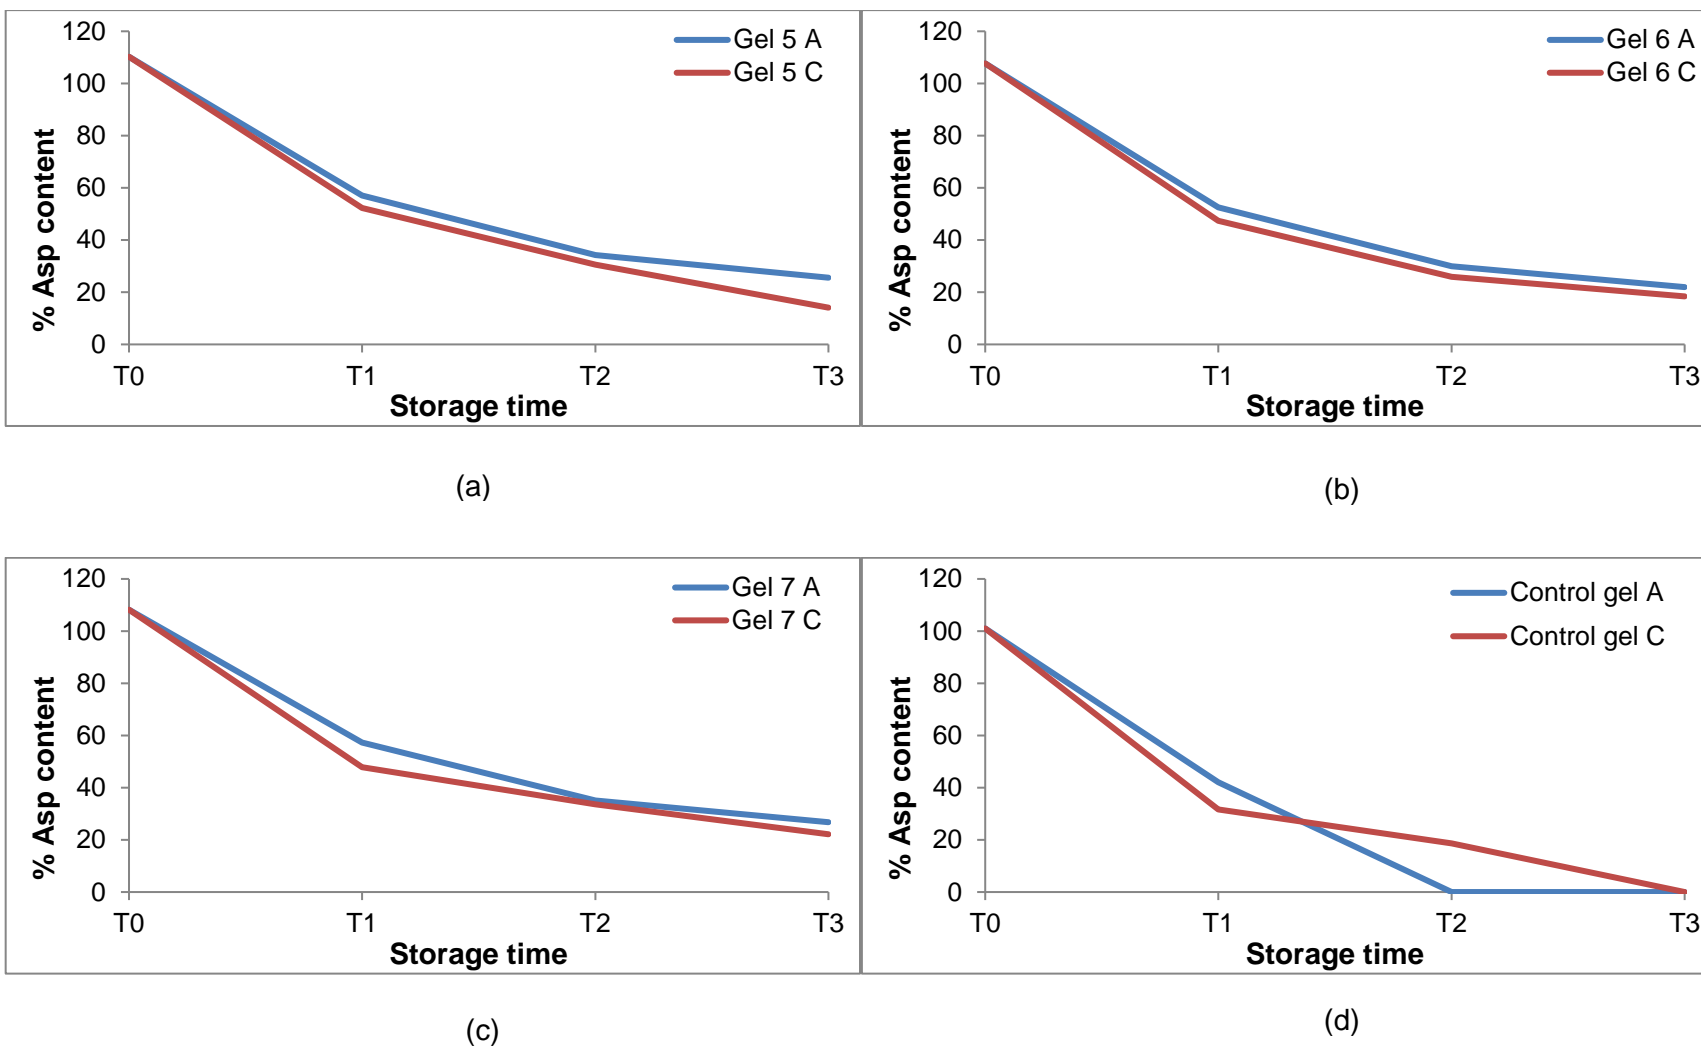 120
100
80
60
40
20
0
% Asp content
T0 T1 T2 T3
Storage time
Gel 5 A
Gel 5 C
(a)
120
100
80
60
40
20
0
% Asp content
T0 T1 T2 T3
Storage time
Gel 6 A
Gel 6 C
(b)
120
100
80
60
40
20
0
% Asp content
T0 T1 T2 T3
Storage time
Gel 7 A
Gel 7 C
(c)
120
100
80
60
40
20
0
% Asp content
T0 T1 T2 T3
Storage time
Control gel A
Control gel C
(d)